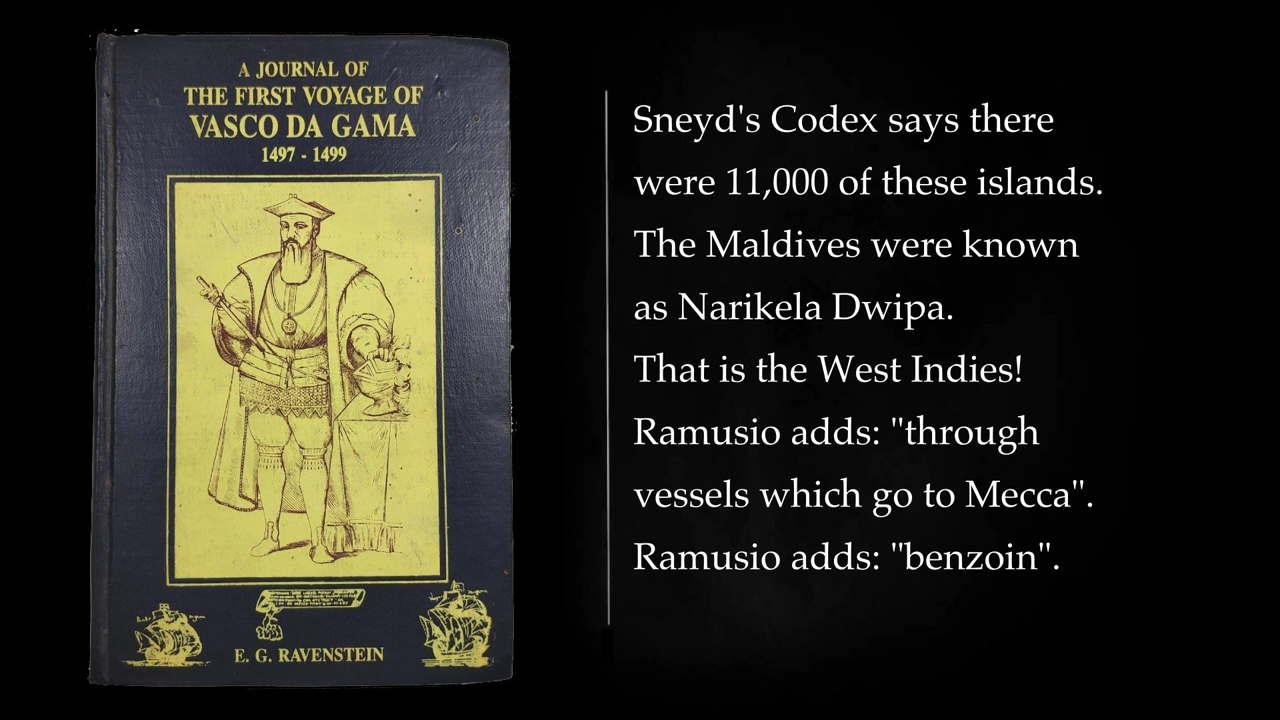 A JOURNAL OF
THE FIRST VOYAGE OF
VASCO DA GAMA
1497 - 1499
E. G. RAVENSTEIN
Sneyd's Codex says there
were 11,000 of these islands.
The Maldives were known
as Narikela Dwipa.
That is the West Indies!
Ramusio adds: "through
vessels which go to Mecca".
Ramusio adds: "benzoin".